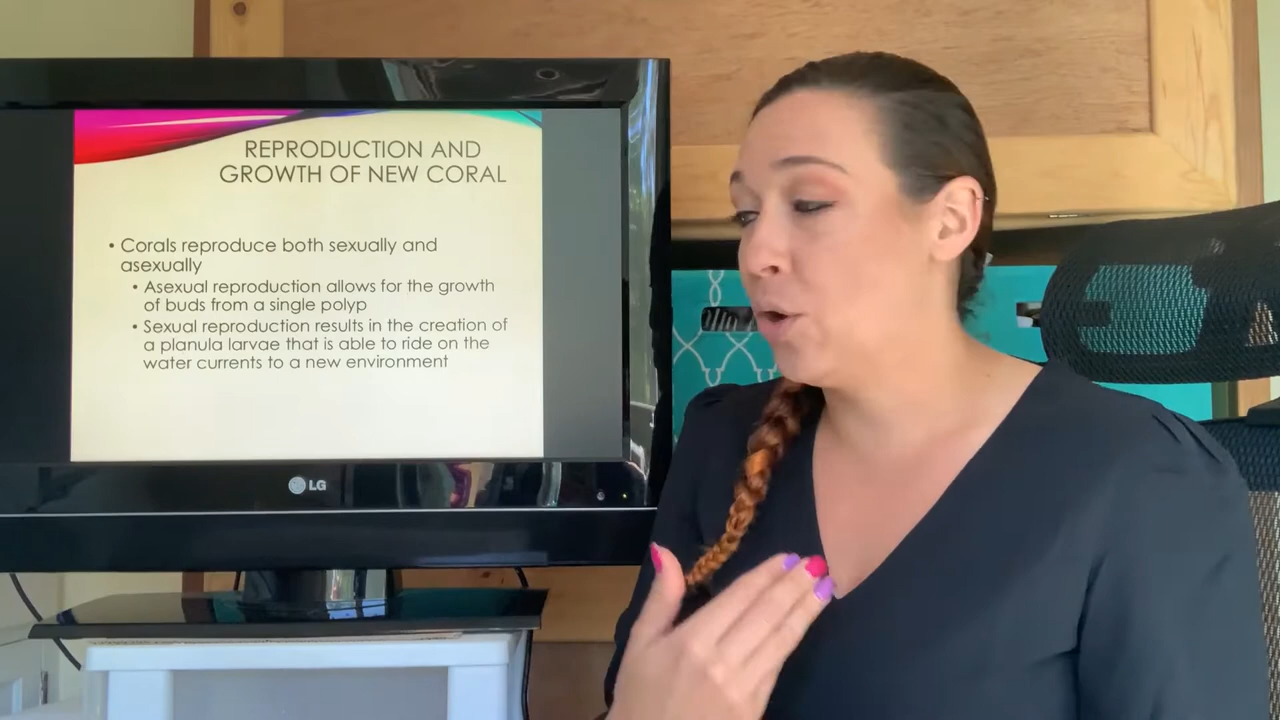 REPRODUCTION AND
GROWTH OF NEW CORAL
• Corals reproduce both sexually and
asexually
• Asexual reproduction allows for the growth
of buds from a single polyp
• Sexual reproduction results in the creation of
a planula larvae that is able to ride on the
water currents to a new environment
LG